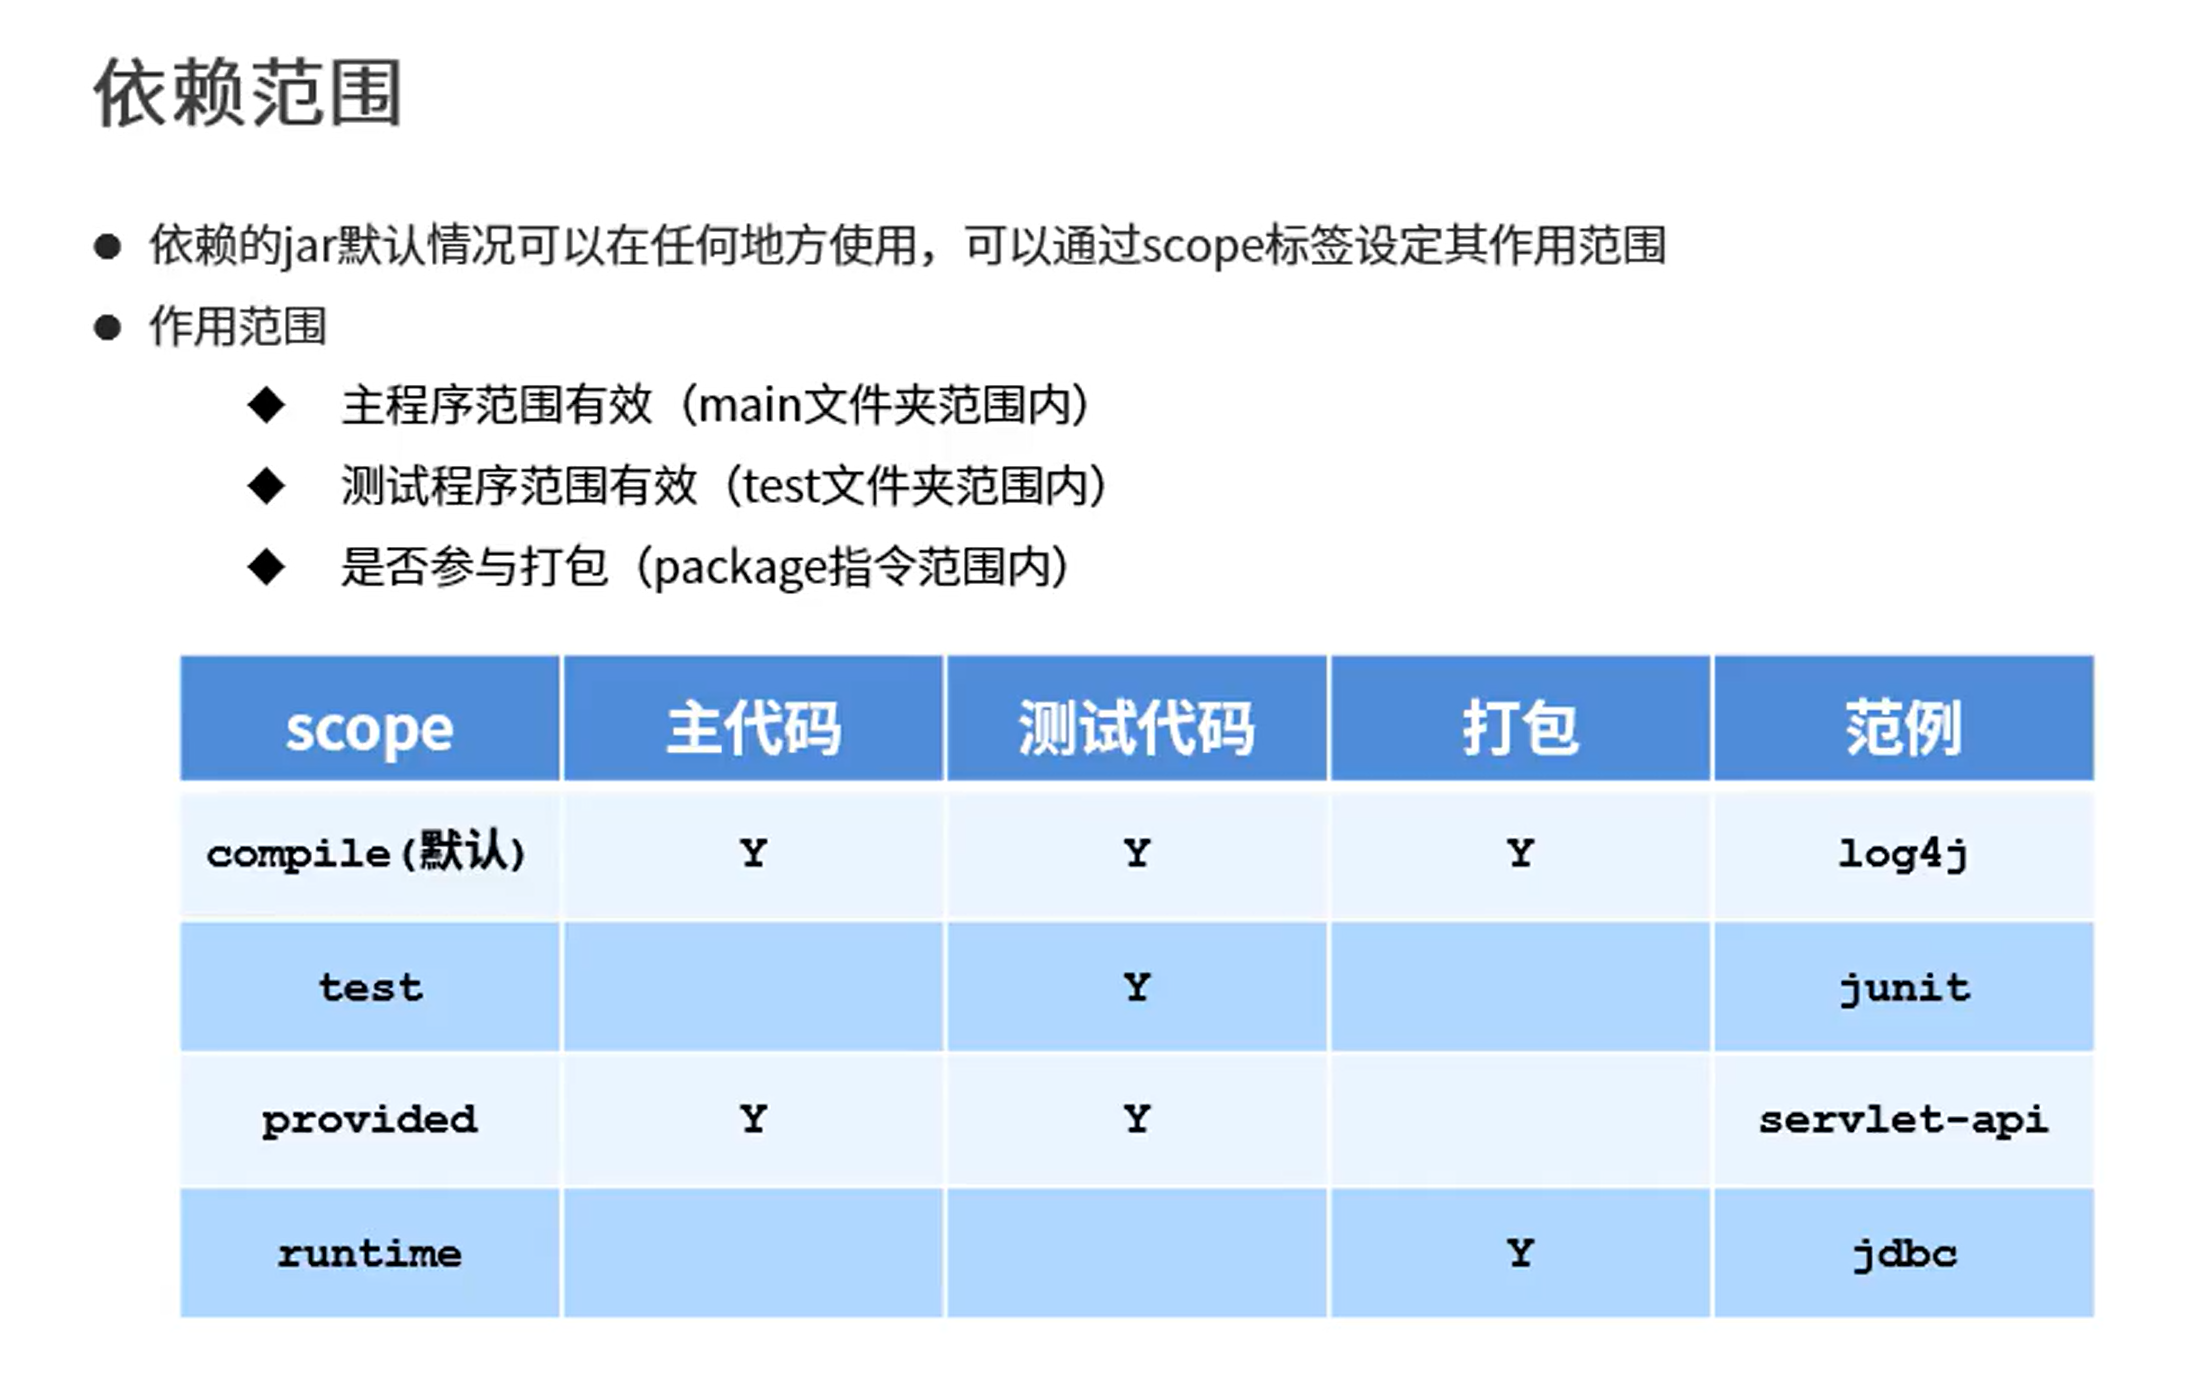 依赖范围
● 依赖的jar默认情况可以在任何地方使用，可以通过scope标签设定其作用范围
● 作用范围
◆ 主程序范围有效（main文件夹范围内）
◆ 测试程序范围有效（test文件夹范围内）
◆ 是否参与打包（package指令范围内）
scope 主代码 测试代码 打包 范例
compile(默认) Y Y Y log4j
test Y junit
provided Y Y servlet-api
runtime Y jdbc